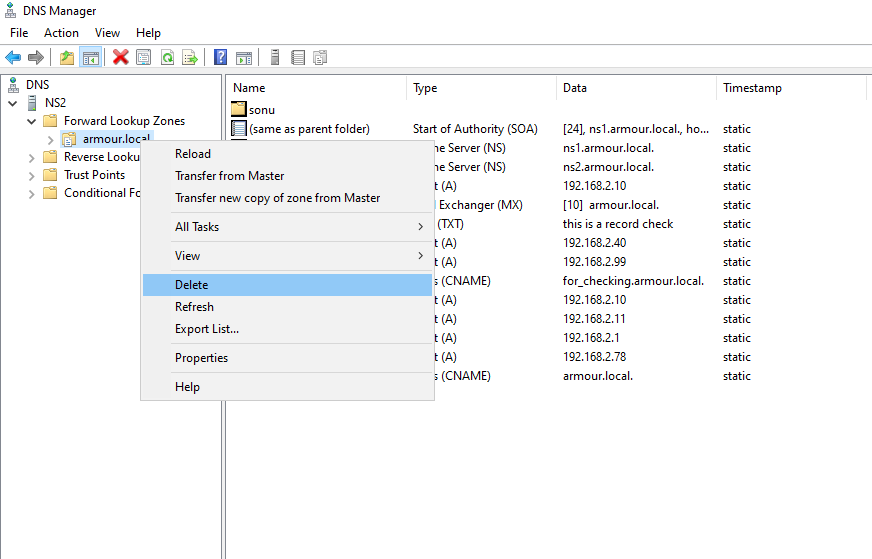 DNS Manager
File Action View Help
DNS
NS2
Forward Lookup Zones
armour.local
Reverse Looku
Trust Points
Conditional Fo
Name Type Data Timestamp
sonu
(same as parent folder) Start of Authority (SOA) [24], ns1.armour.local., ho... static
ne Server (NS) ns1.armour.local. static
ne Server (NS) ns2.armour.local. static
t (A) 192.168.2.10 static
l Exchanger (MX) [10] armour.local. static
(TXT) this is a record check static
t (A) 192.168.2.40 static
t (A) 192.168.2.99 static
s (CNAME) for_checking.armour.local. static
t (A) 192.168.2.10 static
t (A) 192.168.2.11 static
t (A) 192.168.2.1 static
t (A) 192.168.2.78 static
s (CNAME) armour.local. static
Reload
Transfer from Master
Transfer new copy of zone from Master
All Tasks
View
Delete
Refresh
Export List...
Properties
Help